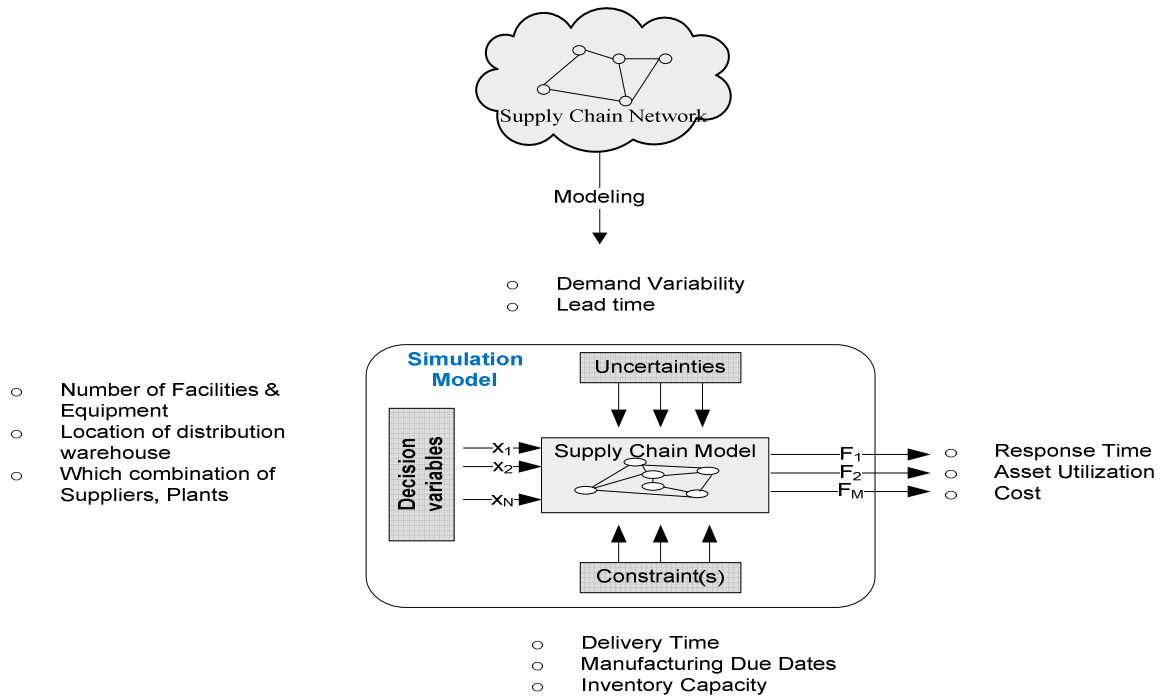 Supply Chain Network
Modeling
○ Demand Variability
○ Lead time
Simulation
Model
Uncertainties
○ Number of Facilities &
Equipment
○ Location of distribution
warehouse
○ Which combination of
Suppliers, Plants
Decision
variables
X1
X2
XN
Supply Chain Model
F1
F2
FM
○ Response Time
○ Asset Utilization
○ Cost
Constraint(s)
○ Delivery Time
○ Manufacturing Due Dates
○ Inventory Capacity